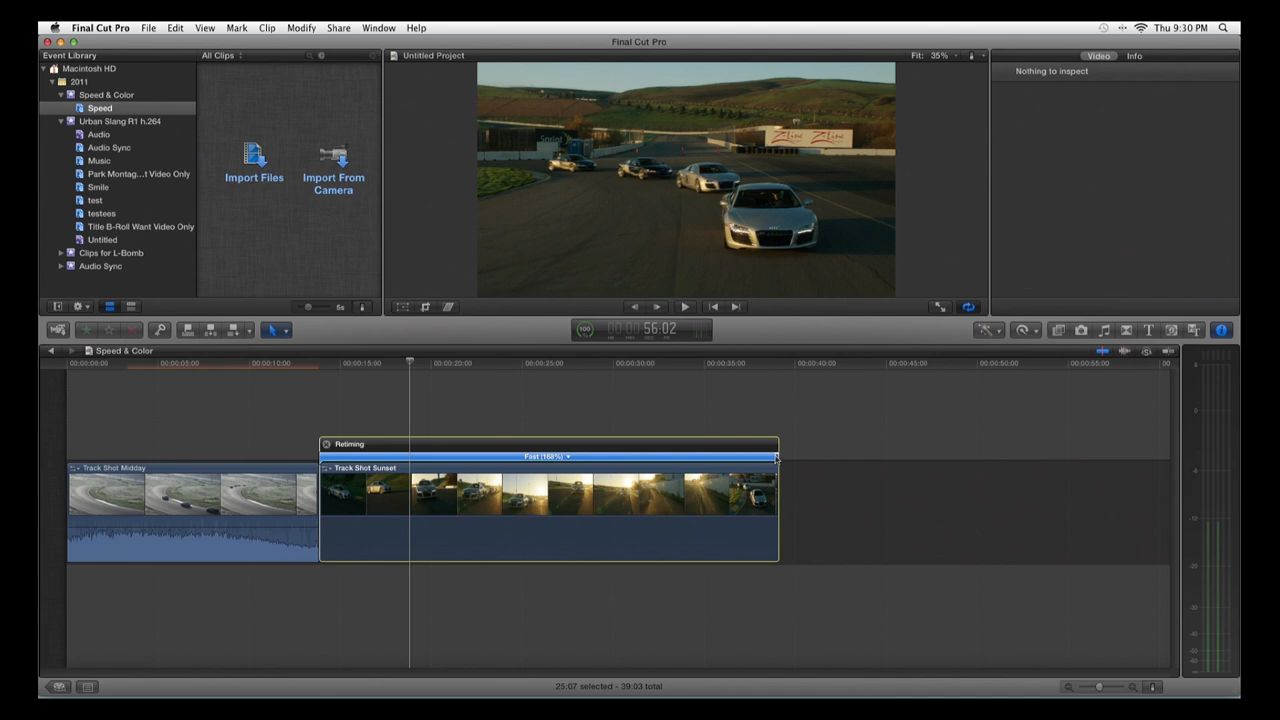 Final Cut Pro File Edit View Mark Clip Modify Share Window Help
Thu 9:30 PM
Final Cut Pro
Event Library
All Clips
Untitled Project
Fit: 35%
Video Info
Macintosh HD
2011
Speed & Color
Speed
Urban Slang R1 h.264
Audio
Audio Sync
Music
Park Montag...t Video Only
Smile
test
testees
Title B-Roll Want Video Only
Untitled
Clips for L-Bomb
Audio Sync
Import Files
Import From
Camera
Nothing to inspect
Sprint
Z-Line
Z-Line
5s
100
%
56:02
Speed & Color
00:00:00:00 00:00:05:00 00:00:10:00 00:00:15:00 00:00:20:00 00:00:25:00 00:00:30:00 00:00:35:00 00:00:40:00 00:00:45:00 00:00:50:00 00:00:55:00 00
Retiming
Fast (168%)
Track Shot Midday
Track Shot Sunset
25:07 selected - 39:03 total